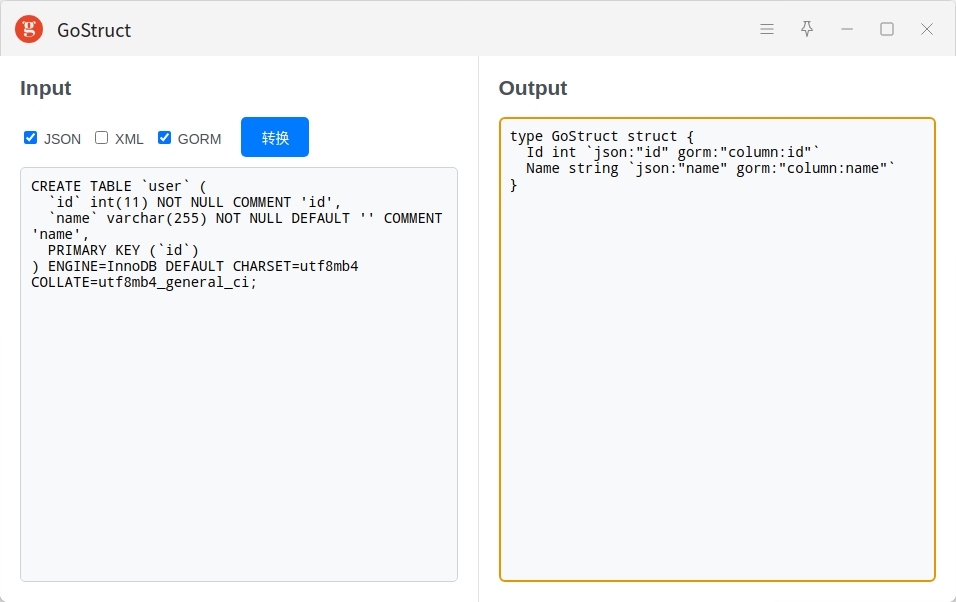 g GoStruct
Input
JSON XML GORM 转换
CREATE TABLE `user` (
  `id` int(11) NOT NULL COMMENT 'id',
  `name` varchar(255) NOT NULL DEFAULT '' COMMENT
'name',
  PRIMARY KEY (`id`)
) ENGINE=InnoDB DEFAULT CHARSET=utf8mb4
COLLATE=utf8mb4_general_ci;
Output
type GoStruct struct {
  Id int `json:"id" gorm:"column:id"`
  Name string `json:"name" gorm:"column:name"`
}